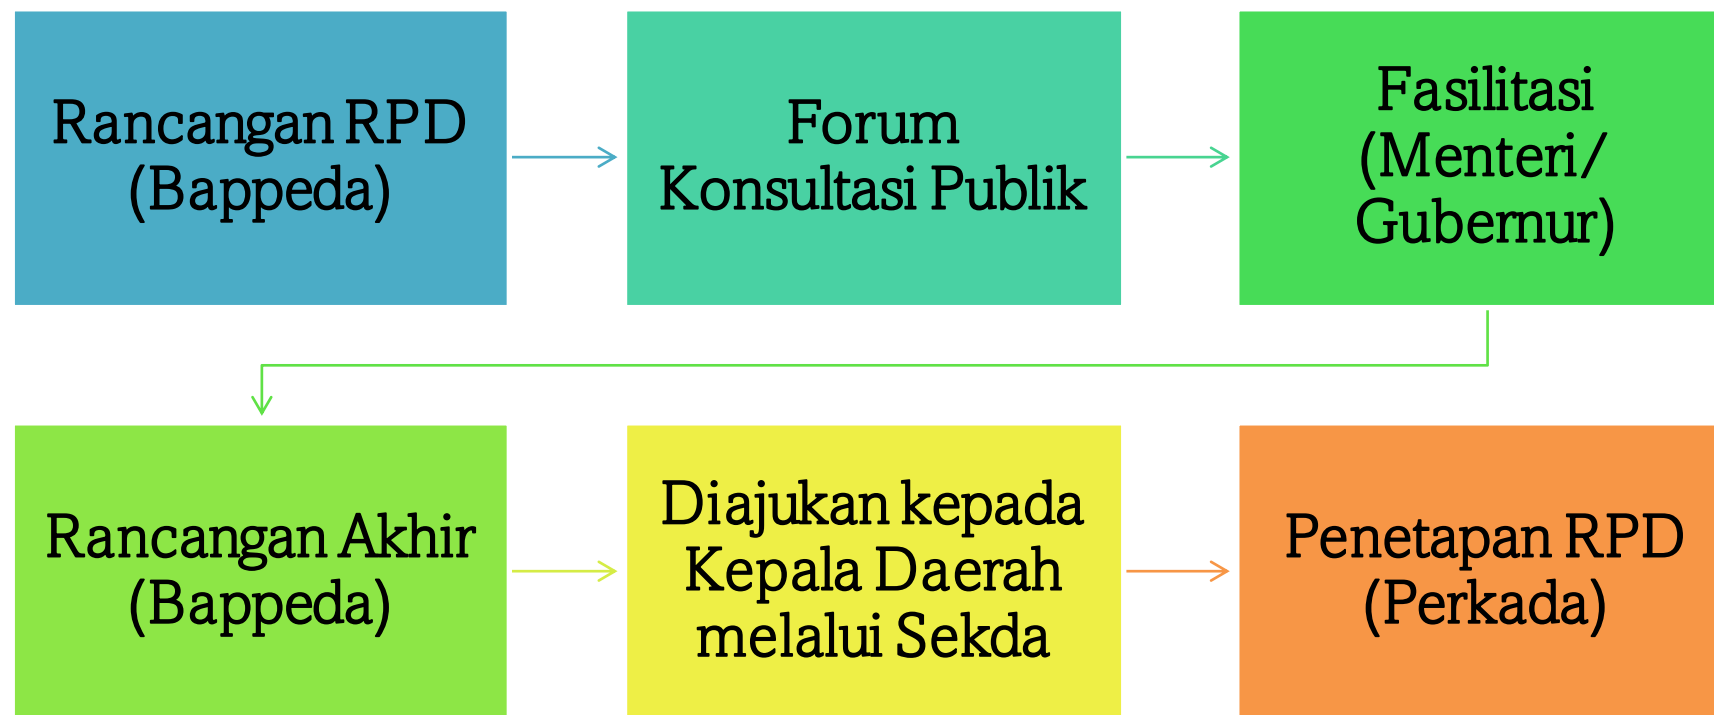 Rancangan RPD
(Bappeda)
Forum
Konsultasi Publik
Fasilitasi
(Menteri/
Gubernur)
Rancangan Akhir
(Bappeda)
Diajukan kepada
Kepala Daerah
melalui Sekda
Penetapan RPD
(Perkada)